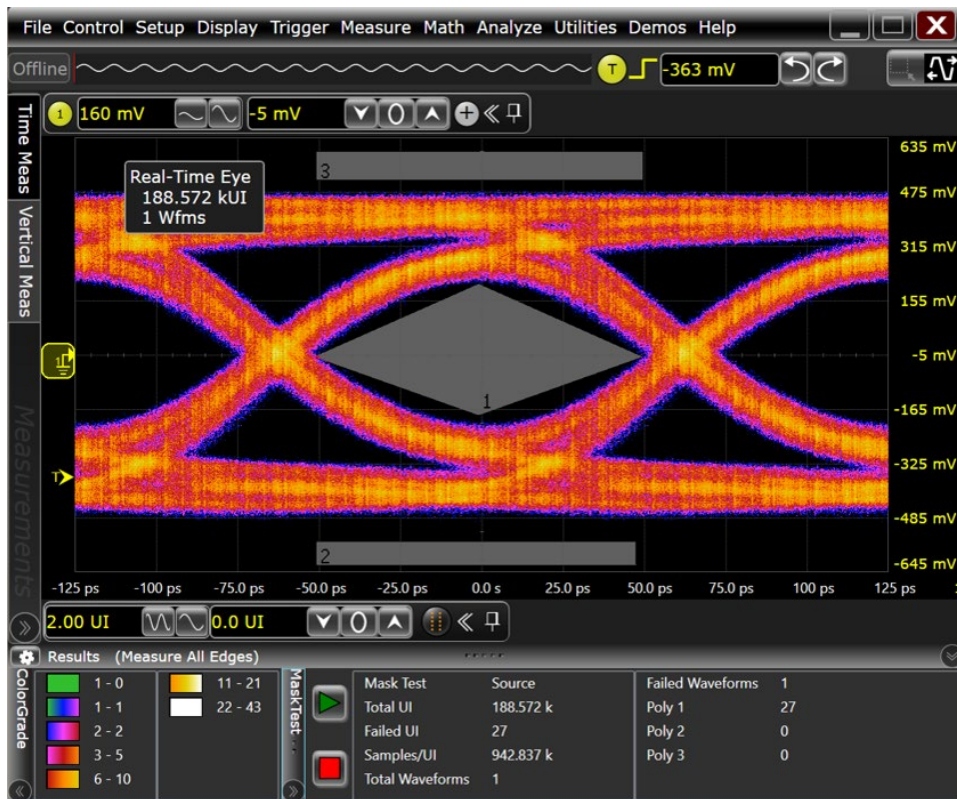 File Control Setup Display Trigger Measure Math Analyze Utilities Demos Help
Offline T -363 mV
1 160 mV -5 mV 0
Time Meas
Vertical Meas
Measurements
Real-Time Eye
188.572 kUI
1 Wfms
3
1
2
1
T
635 mV
475 mV
315 mV
155 mV
-5 mV
-165 mV
-325 mV
-485 mV
-645 mV
-125 ps -100 ps -75.0 ps -50.0 ps -25.0 ps 0.0 s 25.0 ps 50.0 ps 75.0 ps 100 ps 125 ps
2.00 UI 0.0 UI 0
Results (Measure All Edges)
ColorGrade
1 - 0 11 - 21
1 - 1 22 - 43
2 - 2
3 - 5
6 - 10
MaskTest ...
Mask Test Source Failed Waveforms 1
Total UI 188.572 k Poly 1 27
Failed UI 27 Poly 2 0
Samples/UI 942.837 k Poly 3 0
Total Waveforms 1